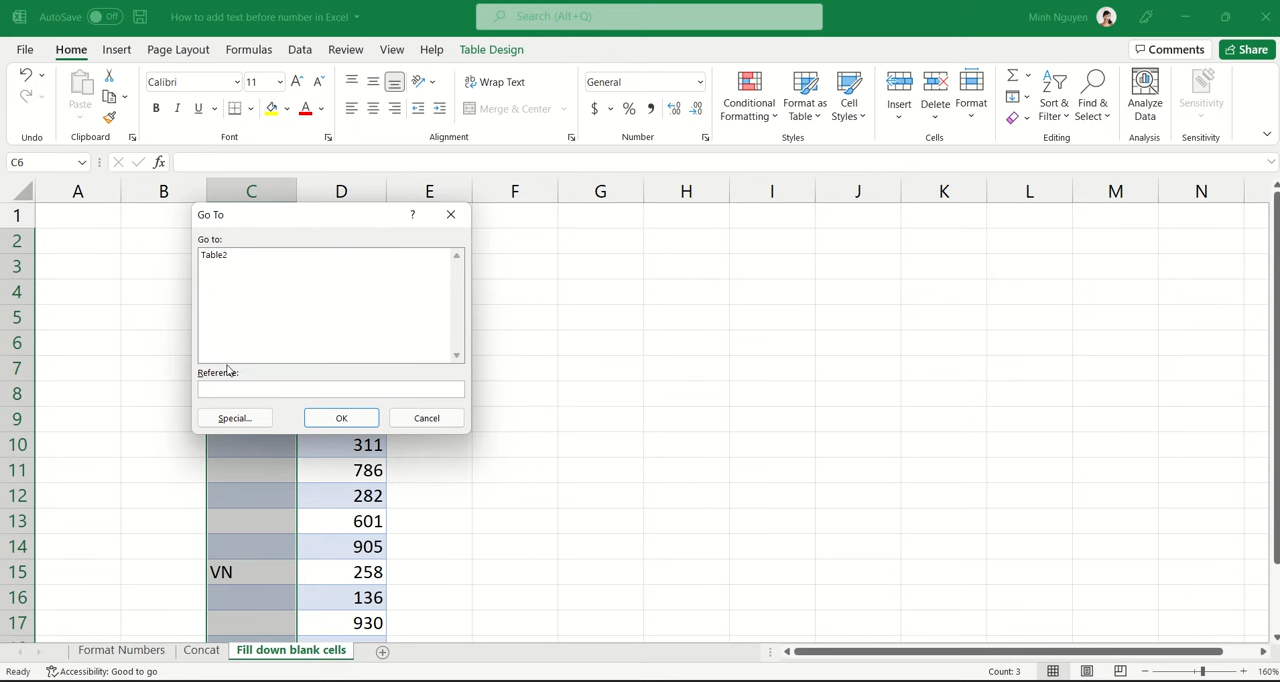 AutoSave Off How to add text before number in Excel Search (Alt+Q) Minh Nguyen
File Home Insert Page Layout Formulas Data Review View Help Table Design Comments Share
Calibri 11 Wrap Text General
Paste Merge & Center $ % Conditional Formatting Format as Table Cell Styles Insert Delete Format Sort & Filter Find & Select Analyze Data Sensitivity
B I U A
Undo Clipboard Font Alignment Number Styles Cells Editing Analysis Sensitivity
C6 fx
A B C D E F G H I J K L M N
1 Go To ?
2 Go to:
3 Table2
4
5
6
7 Reference:
8
9 Special... OK Cancel
10 311
11 786
12 282
13 601
14 905
15 VN 258
16 136
17 930
Format Numbers Concat Fill down blank cells
Ready Accessibility: Good to go Count: 3 160%